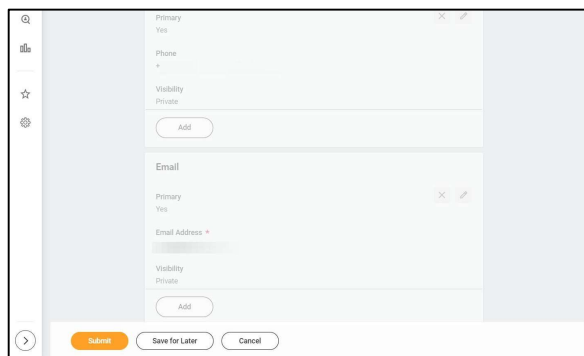 Primary
Yes
Phone
*
Visibility
Private
Add
Email
Primary
Yes
Email Address *
Visibility
Private
Add
Submit Save for Later Cancel